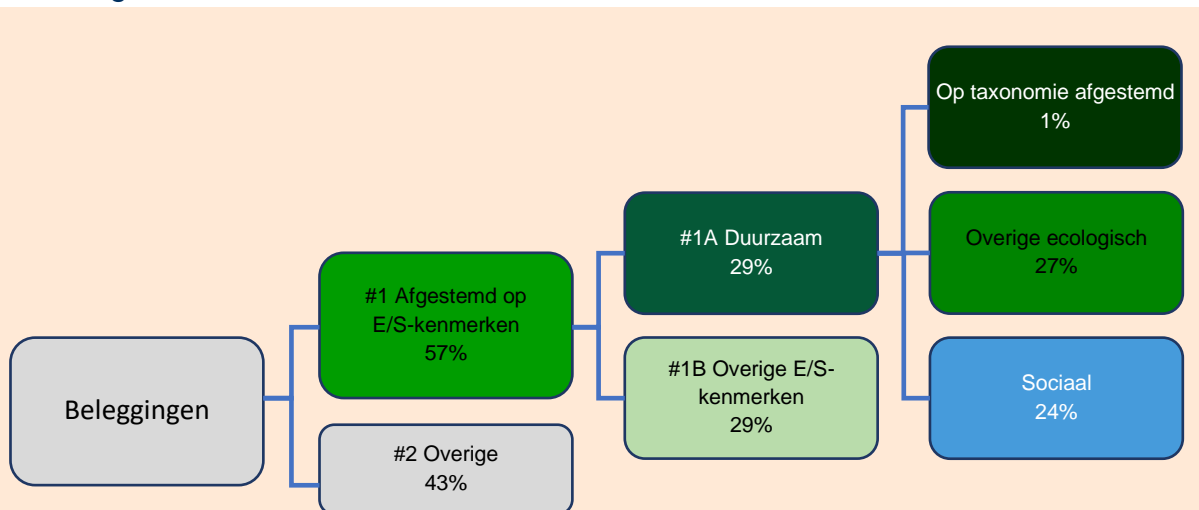 Op taxonomie afgestemd
1%
#1A Duurzaam
29%
Overige ecologisch
27%
#1 Afgestemd op
E/S-kenmerken
57%
#1B Overige E/S-
kenmerken
29%
Sociaal
24%
Beleggingen
#2 Overige
43%